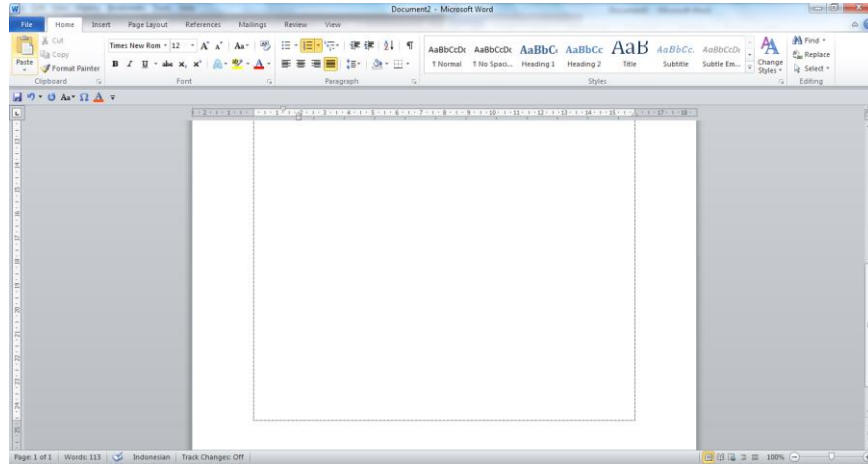 Document2 - Microsoft Word
File Home Insert Page Layout References Mailings Review View
Paste
Cut
Copy
Format Painter
Clipboard
Times New Rom 12
Font
Paragraph
AaBbCcDc AaBbCcDc AaBbC AaBbCc AaB AaBbCc. AaBbCcDc
¶ Normal ¶ No Spaci... Heading 1 Heading 2 Title Subtitle Subtle Em...
Change Styles
Styles
Find
Replace
Select
Editing
Page: 1 of 1 Words: 113 Indonesian Track Changes: Off 100%